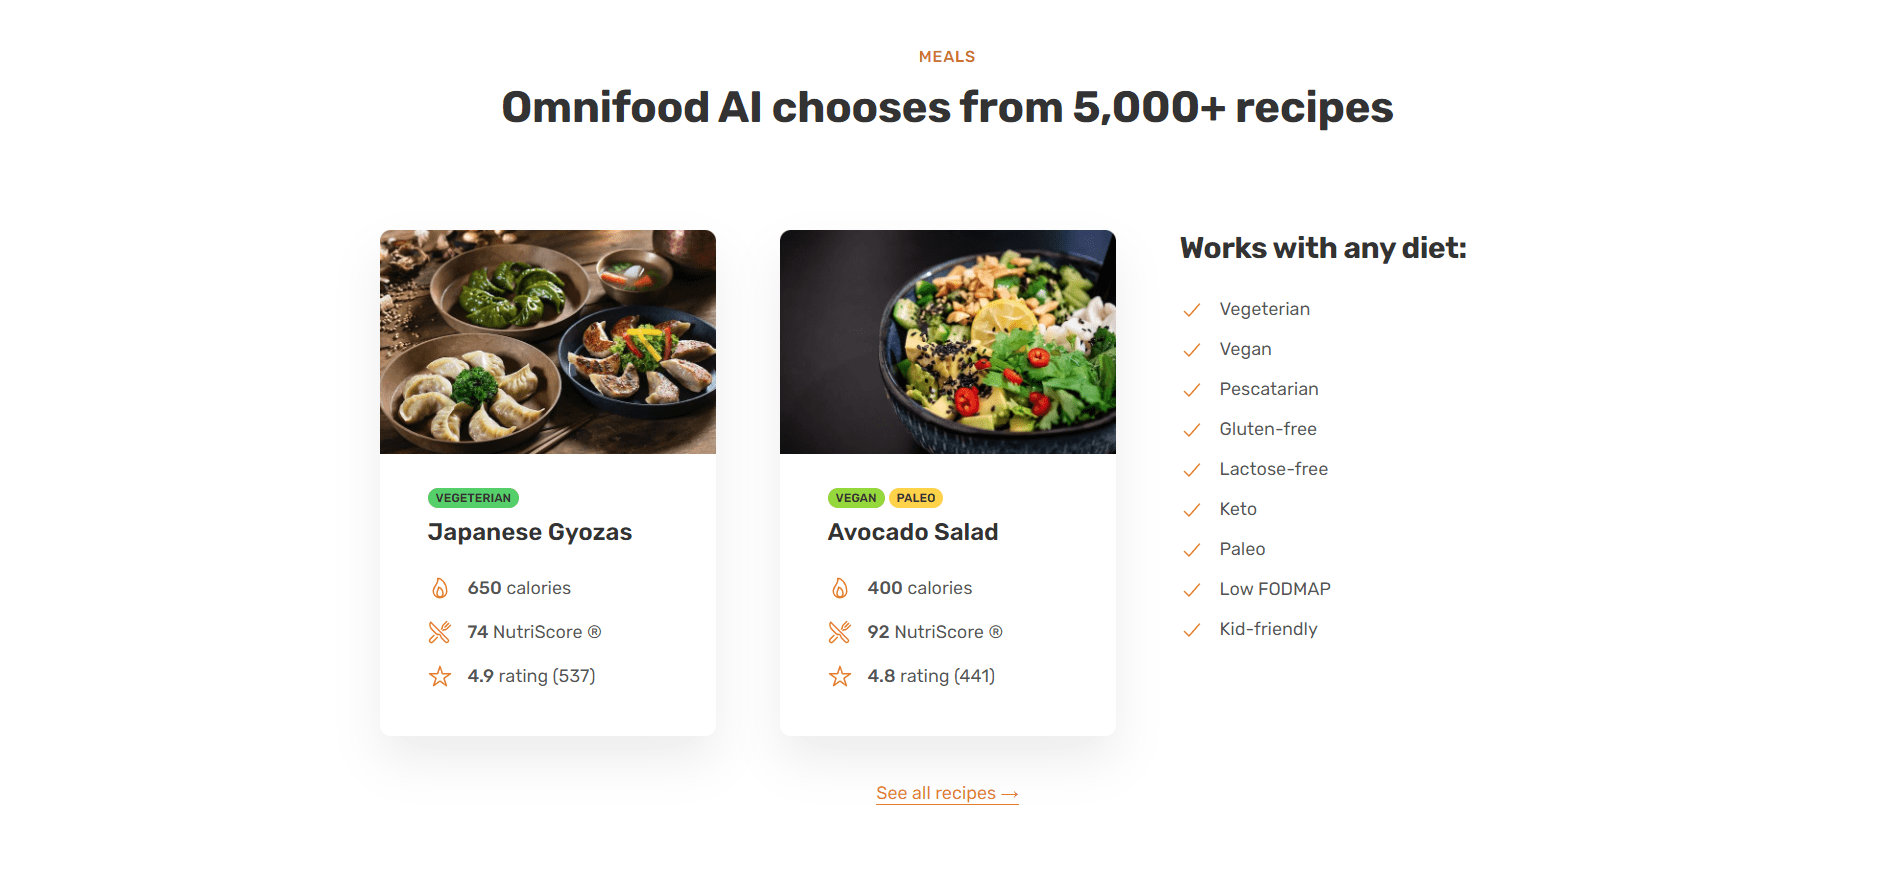 MEALS
Omnifood AI chooses from 5,000+ recipes
VEGETERIAN
Japanese Gyozas
650 calories
74 NutriScore ®
4.9 rating (537)
VEGAN PALEO
Avocado Salad
400 calories
92 NutriScore ®
4.8 rating (441)
Works with any diet:
Vegeterian
Vegan
Pescatarian
Gluten-free
Lactose-free
Keto
Paleo
Low FODMAP
Kid-friendly
See all recipes →